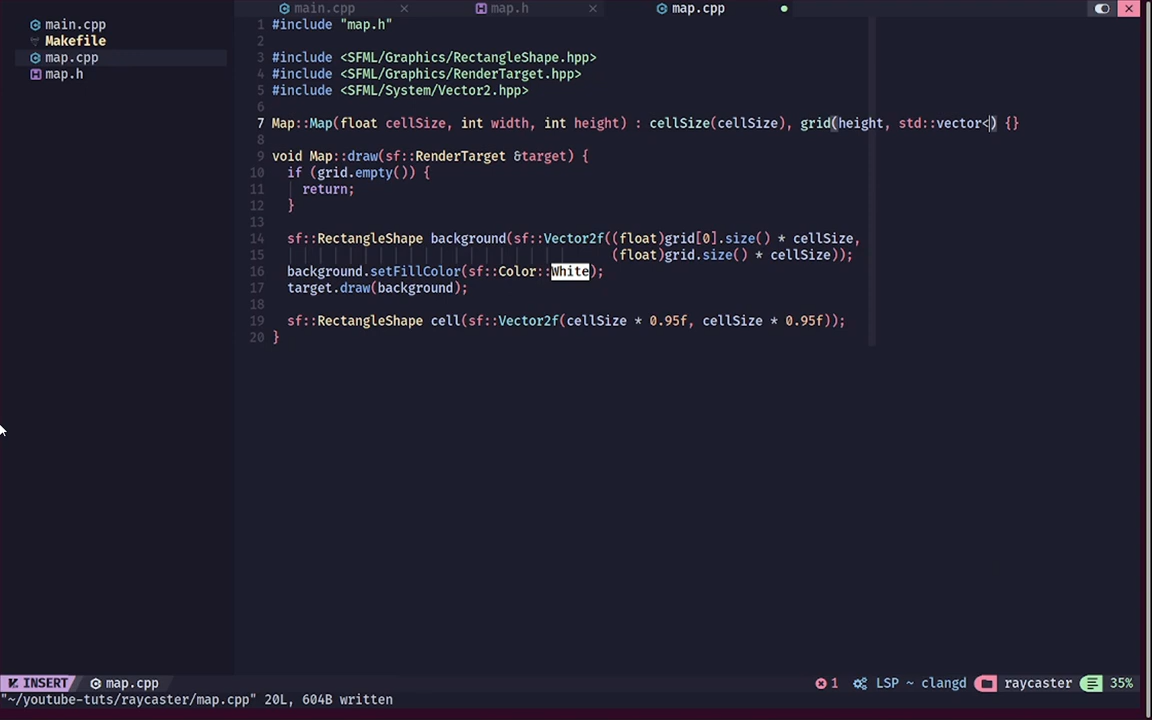 main.cpp
Makefile
map.cpp
map.h
main.cpp × map.h × map.cpp ●
1 #include "map.h"
2
3 #include <SFML/Graphics/RectangleShape.hpp>
4 #include <SFML/Graphics/RenderTarget.hpp>
5 #include <SFML/System/Vector2.hpp>
6
7 Map::Map(float cellSize, int width, int height) : cellSize(cellSize), grid(height, std::vector<) {}
8
9 void Map::draw(sf::RenderTarget &target) {
10   if (grid.empty()) {
11     return;
12   }
13
14   sf::RectangleShape background(sf::Vector2f((float)grid[0].size() * cellSize,
15                                              (float)grid.size() * cellSize));
16   background.setFillColor(sf::Color::White);
17   target.draw(background);
18
19   sf::RectangleShape cell(sf::Vector2f(cellSize * 0.95f, cellSize * 0.95f));
20 }
INSERT map.cpp 1 LSP ~ clangd raycaster 35%
"~/youtube-tuts/raycaster/map.cpp" 20L, 604B written